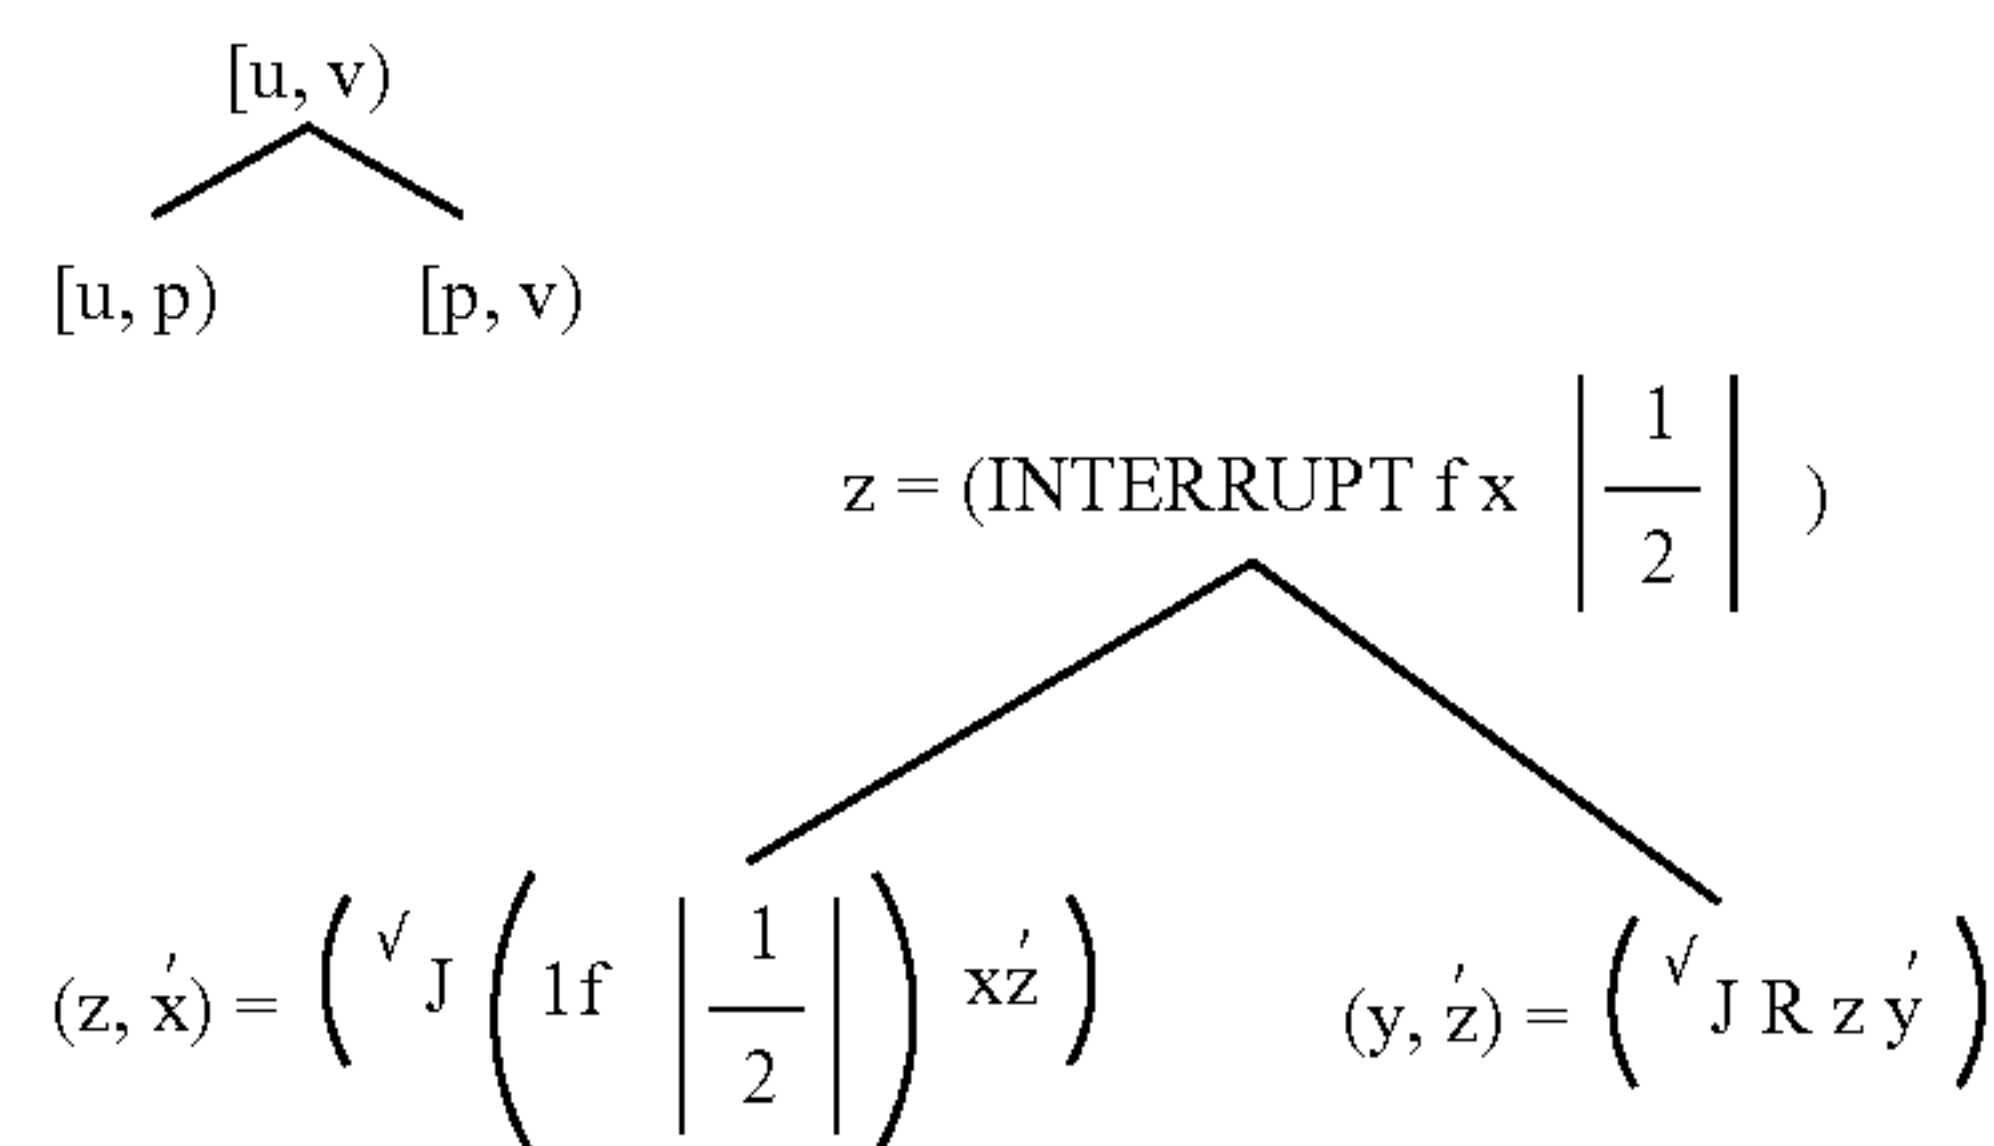 [u, v)
[u, p) [p, v)
z = (INTERRUPT f x | 1/2 | )
(z, x′) = ( √ J ( 1f | 1/2 | ) xz′ ) (y, z′) = ( √ J R z y′ )